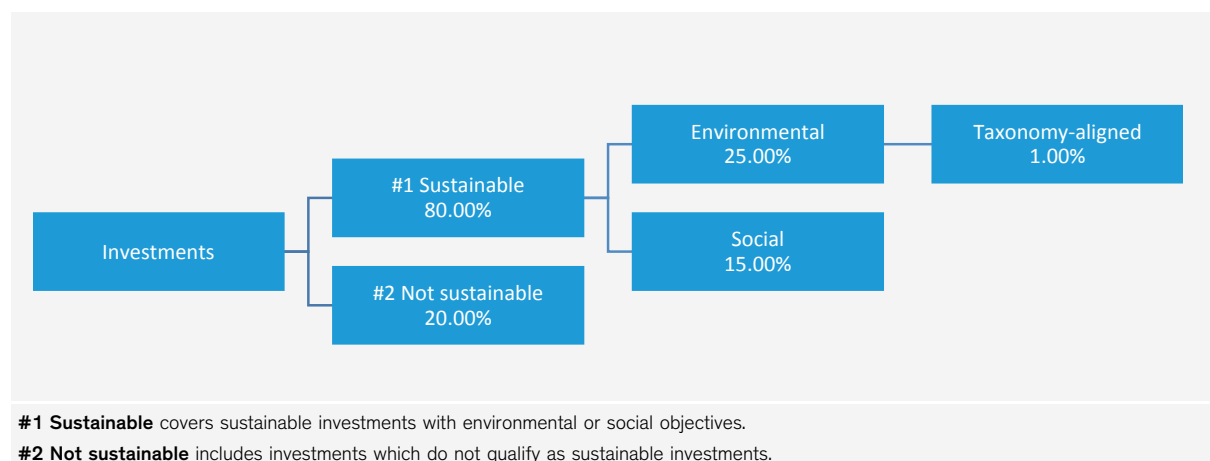 Investments
#1 Sustainable
80.00%
#2 Not sustainable
20.00%
Environmental
25.00%
Social
15.00%
Taxonomy-aligned
1.00%
#1 Sustainable covers sustainable investments with environmental or social objectives.
#2 Not sustainable includes investments which do not qualify as sustainable investments.